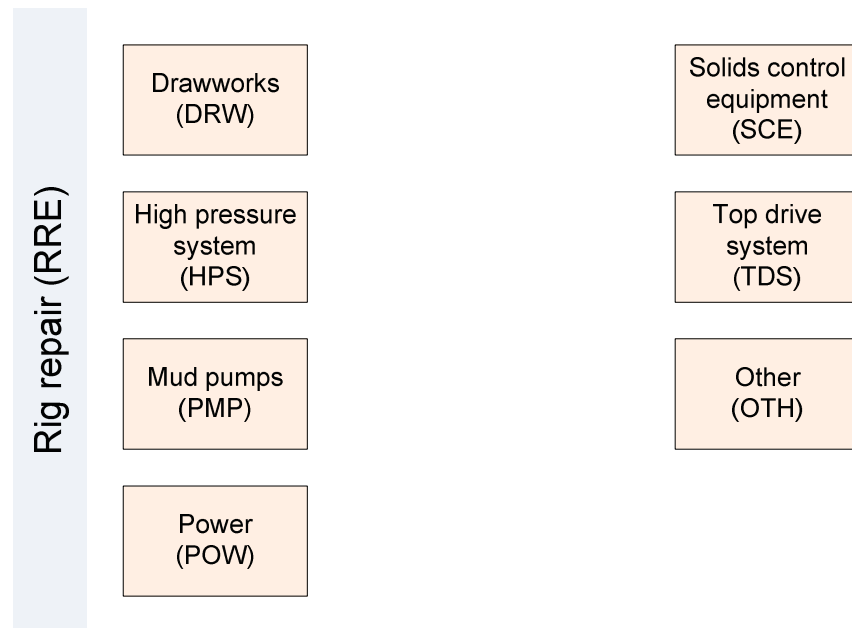 Rig repair (RRE)
Drawworks
(DRW)
High pressure
system
(HPS)
Mud pumps
(PMP)
Power
(POW)
Solids control
equipment
(SCE)
Top drive
system
(TDS)
Other
(OTH)